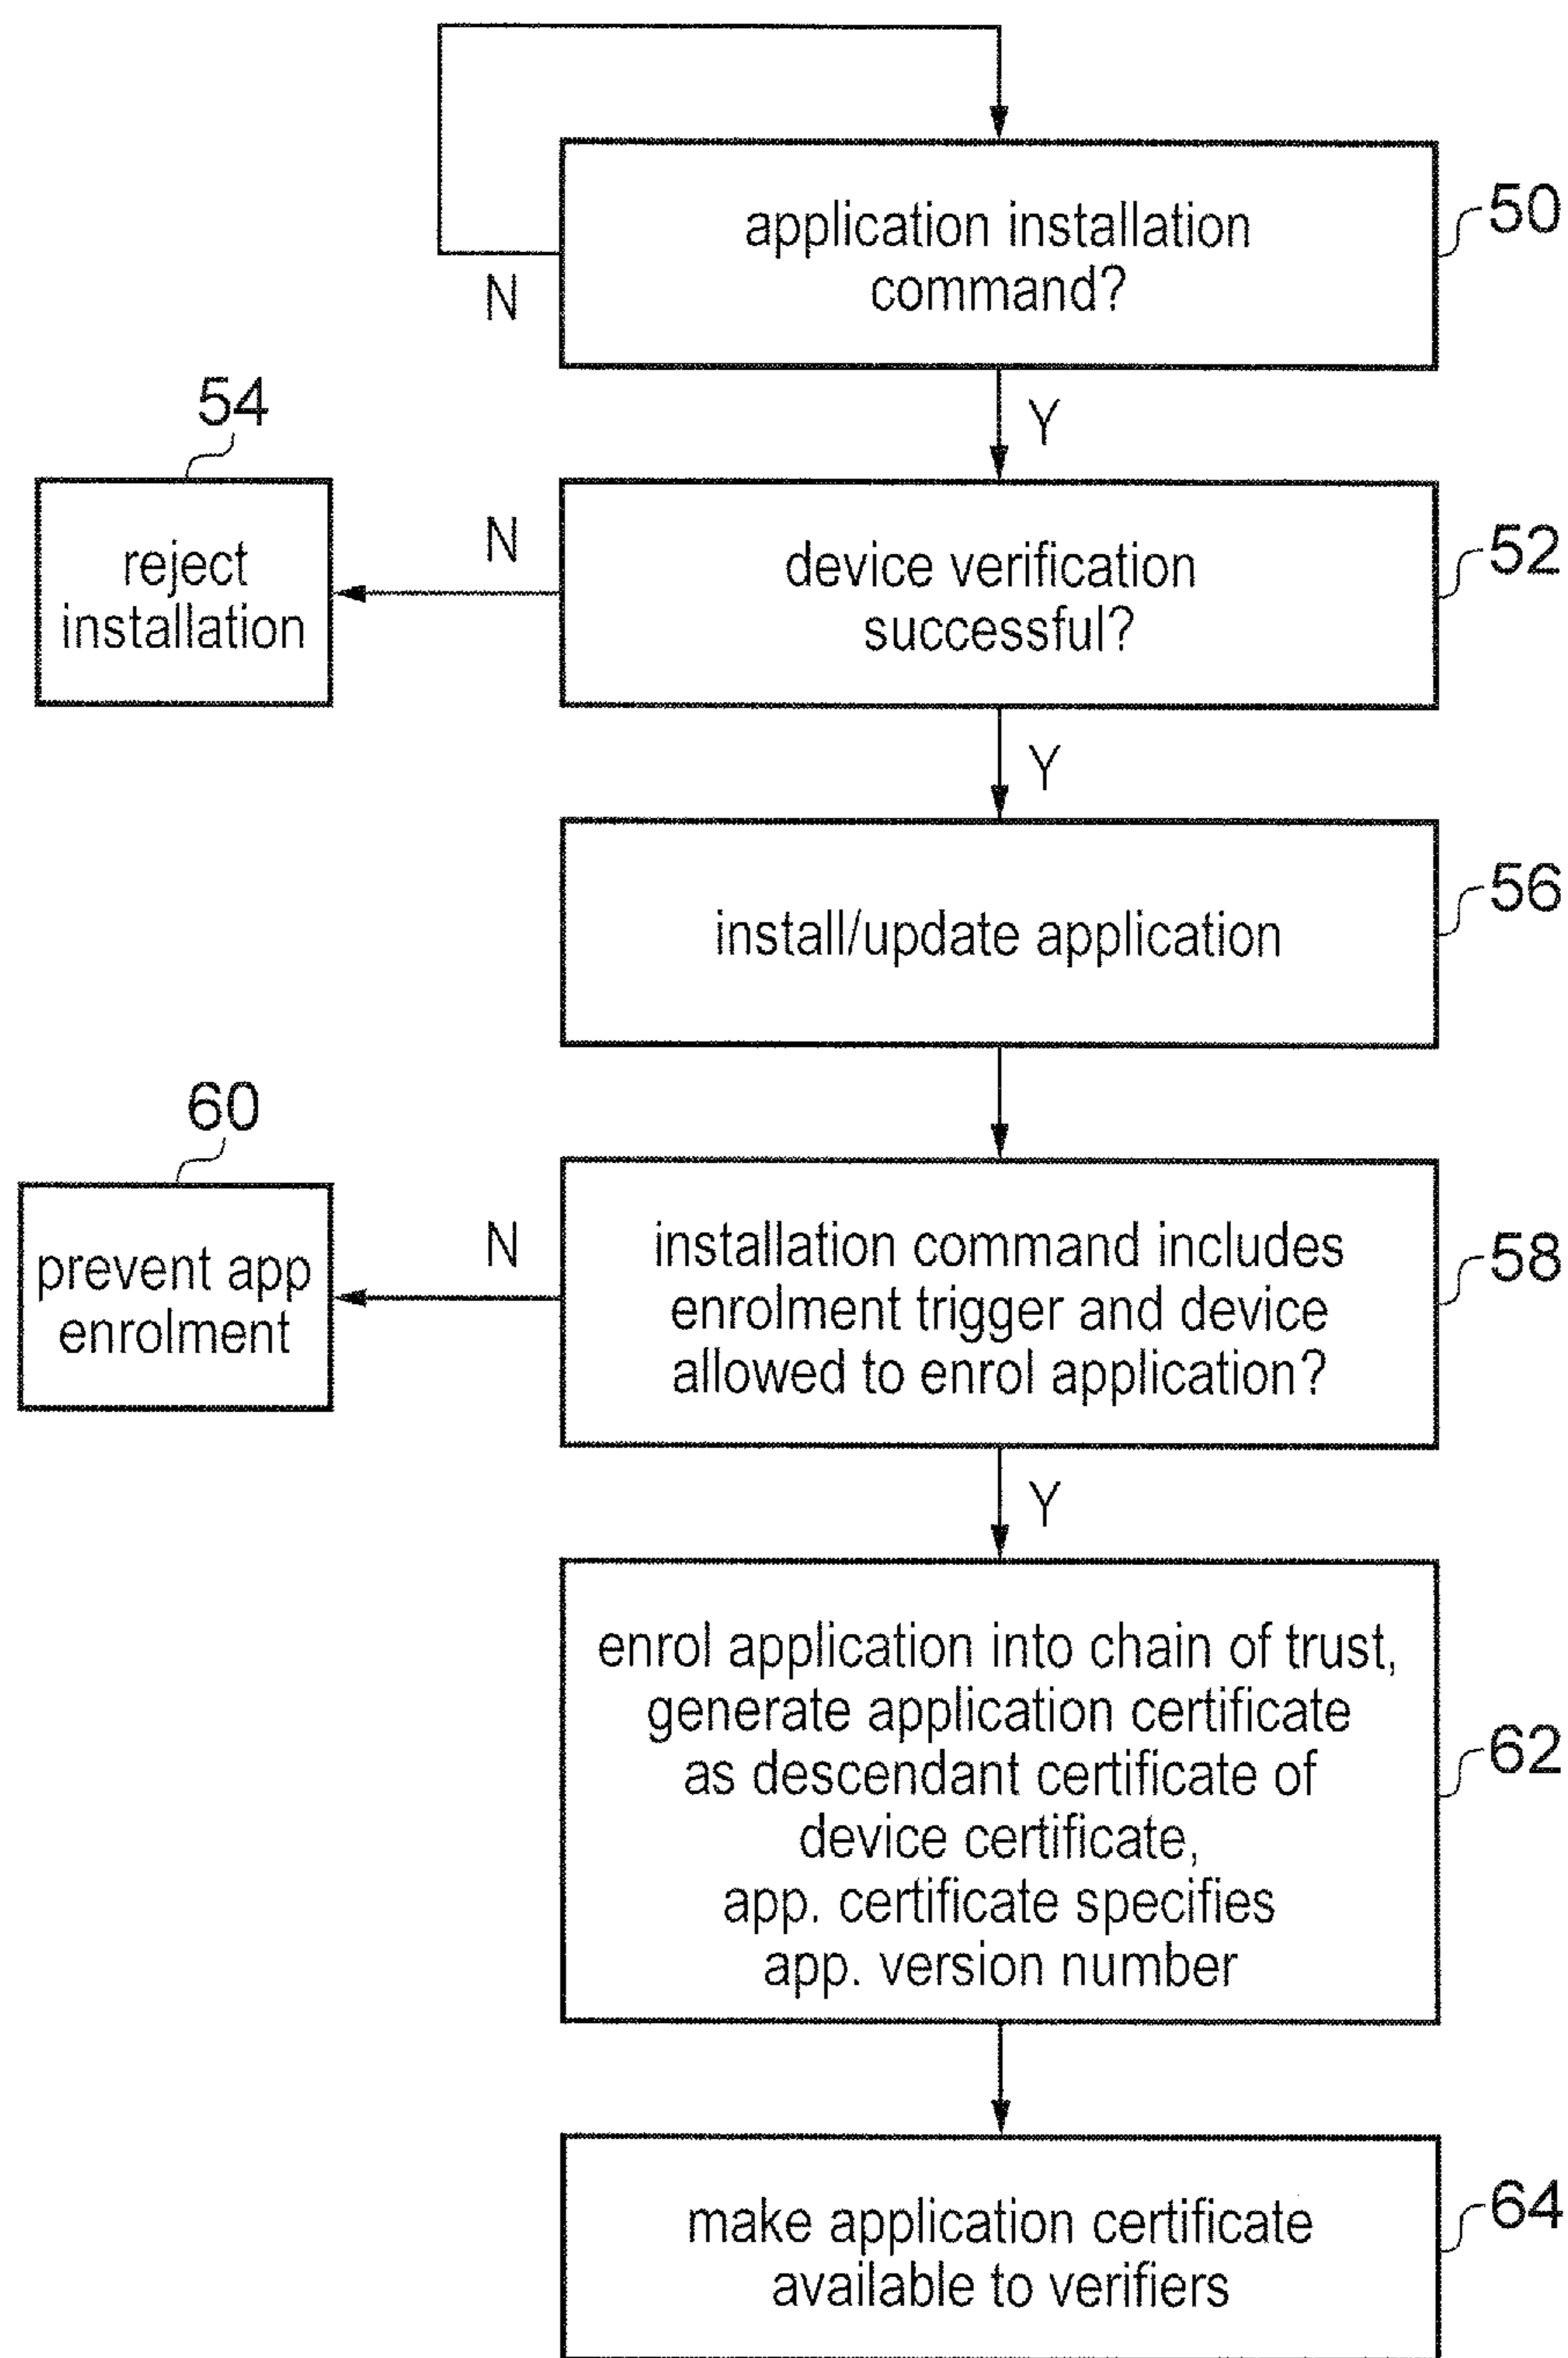 application installation
command?
50
N
Y
54
reject
installation
N
device verification
successful?
52
Y
install/update application
56
60
prevent app
enrolment
N
installation command includes
enrolment trigger and device
allowed to enrol application?
58
Y
enrol application into chain of trust,
generate application certificate
as descendant certificate of
device certificate,
app. certificate specifies
app. version number
62
make application certificate
available to verifiers
64